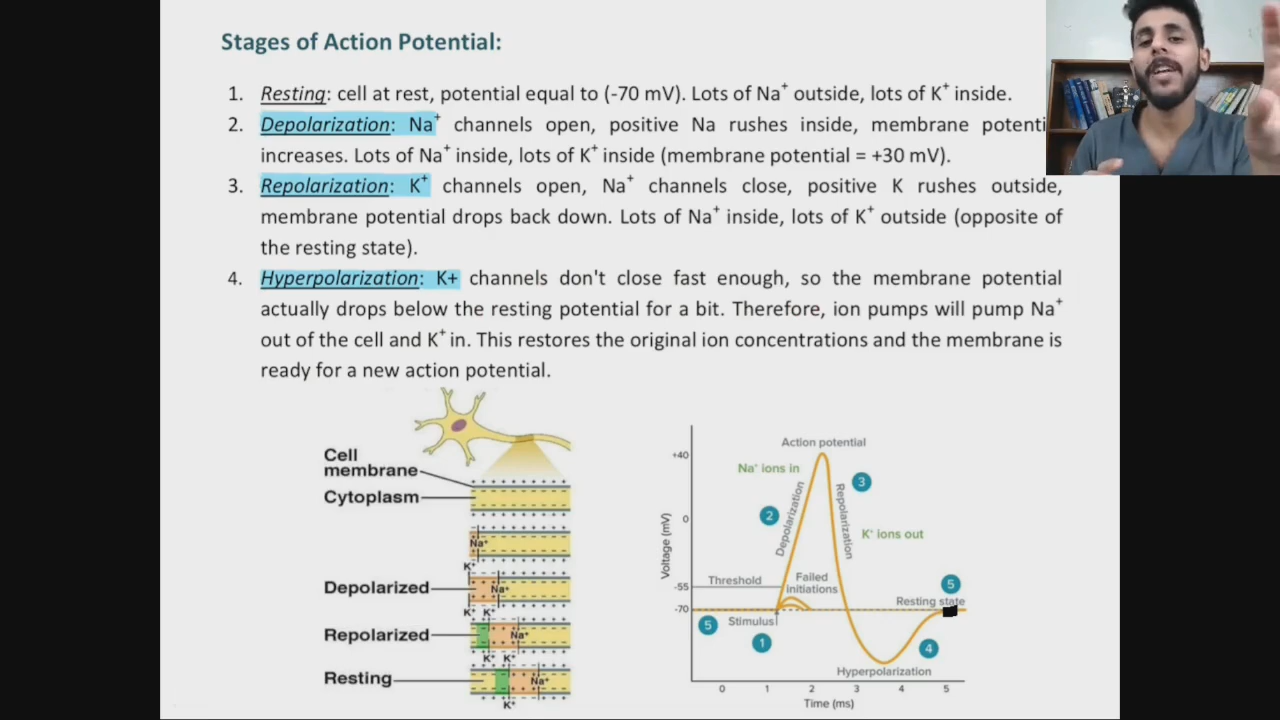 Stages of Action Potential:
1. Resting: cell at rest, potential equal to (-70 mV). Lots of Na⁺ outside, lots of K⁺ inside.
2. Depolarization: Na⁺ channels open, positive Na rushes inside, membrane potenti
increases. Lots of Na⁺ inside, lots of K⁺ inside (membrane potential = +30 mV).
3. Repolarization: K⁺ channels open, Na⁺ channels close, positive K rushes outside,
membrane potential drops back down. Lots of Na⁺ inside, lots of K⁺ outside (opposite of
the resting state).
4. Hyperpolarization: K+ channels don't close fast enough, so the membrane potential
actually drops below the resting potential for a bit. Therefore, ion pumps will pump Na⁺
out of the cell and K⁺ in. This restores the original ion concentrations and the membrane is
ready for a new action potential.
Cell
membrane
Cytoplasm
Na⁺
K⁺
Depolarized
Na⁺
K⁺ K⁺
Repolarized
Na⁺
K⁺ K⁺
Resting
Na⁺
K⁺
Action potential
+40
Na⁺ ions in
3
Depolarization
Repolarization
2
0
K⁺ ions out
Voltage (mV)
-55
Threshold
Failed
initiations
5
Resting state
-70
5
Stimulus
1
4
Hyperpolarization
0 1 2 3 4 5
Time (ms)